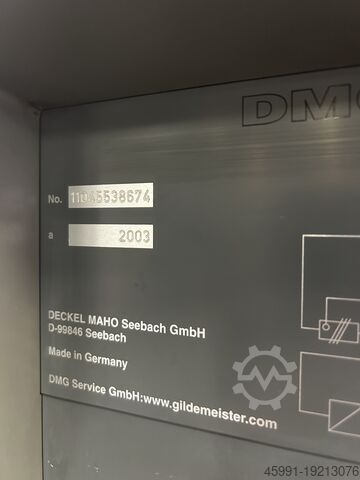 DMG
No. 11045538674
a 2003
DECKEL MAHO Seebach GmbH
D-99846 Seebach
Made in Germany
DMG Service GmbH:www.gildemeister.com
45991-19213076